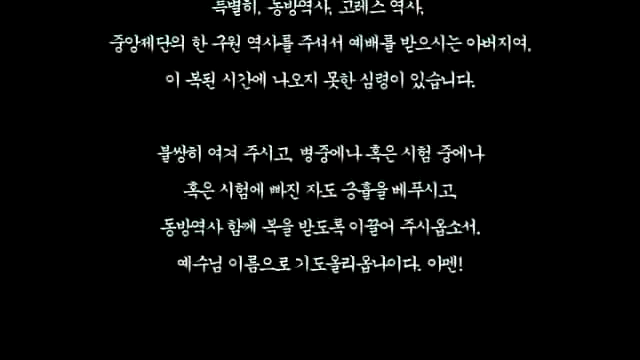 특별히, 동방역사, 고레스 역사,
중앙제단의 한 구원 역사를 주셔서 예배를 받으시는 아버지여,
이 복된 시간에 나오지 못한 심령이 있습니다.
불쌍히 여겨 주시고, 병중에나 혹은 시험 중에나
혹은 시험에 빠진 자도 긍휼을 베푸시고,
동방역사 함께 복을 받도록 이끌어 주시옵소서.
예수님 이름으로 기도올리옵나이다. 아멘!